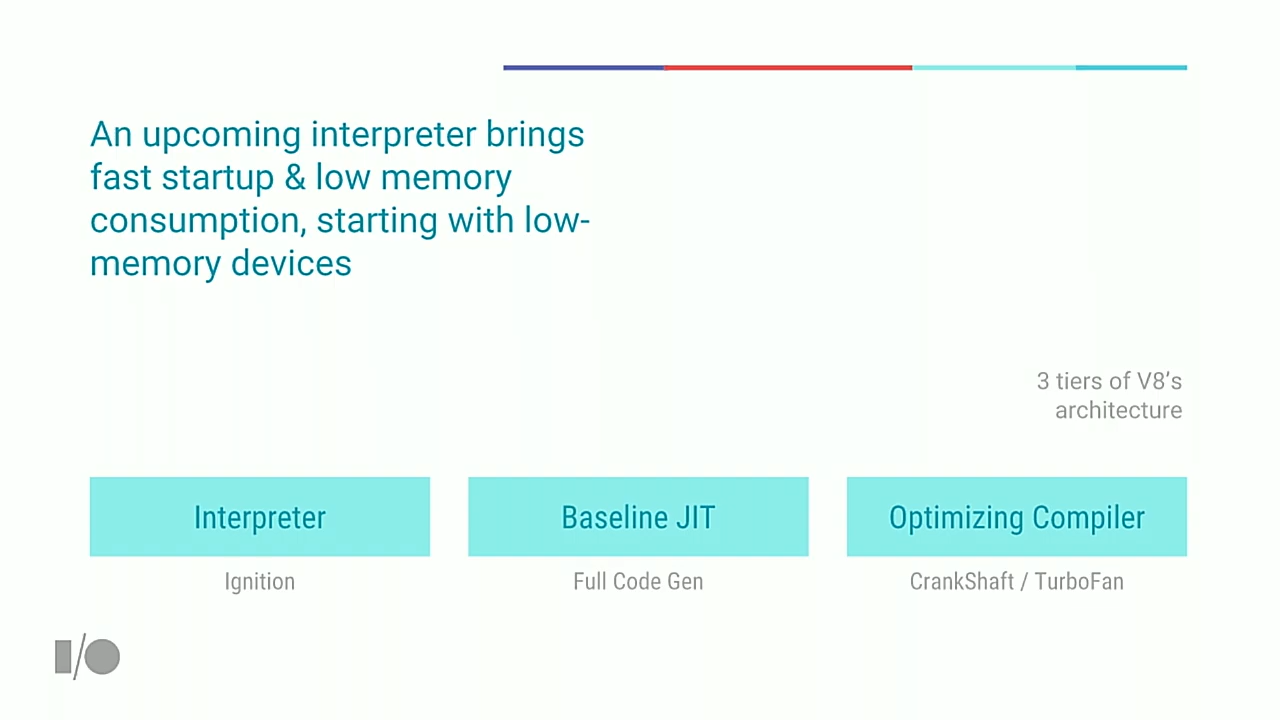 An upcoming interpreter brings
fast startup & low memory
consumption, starting with low-
memory devices
3 tiers of V8’s
architecture
Interpreter
Baseline JIT
Optimizing Compiler
Ignition
Full Code Gen
CrankShaft / TurboFan
I/O